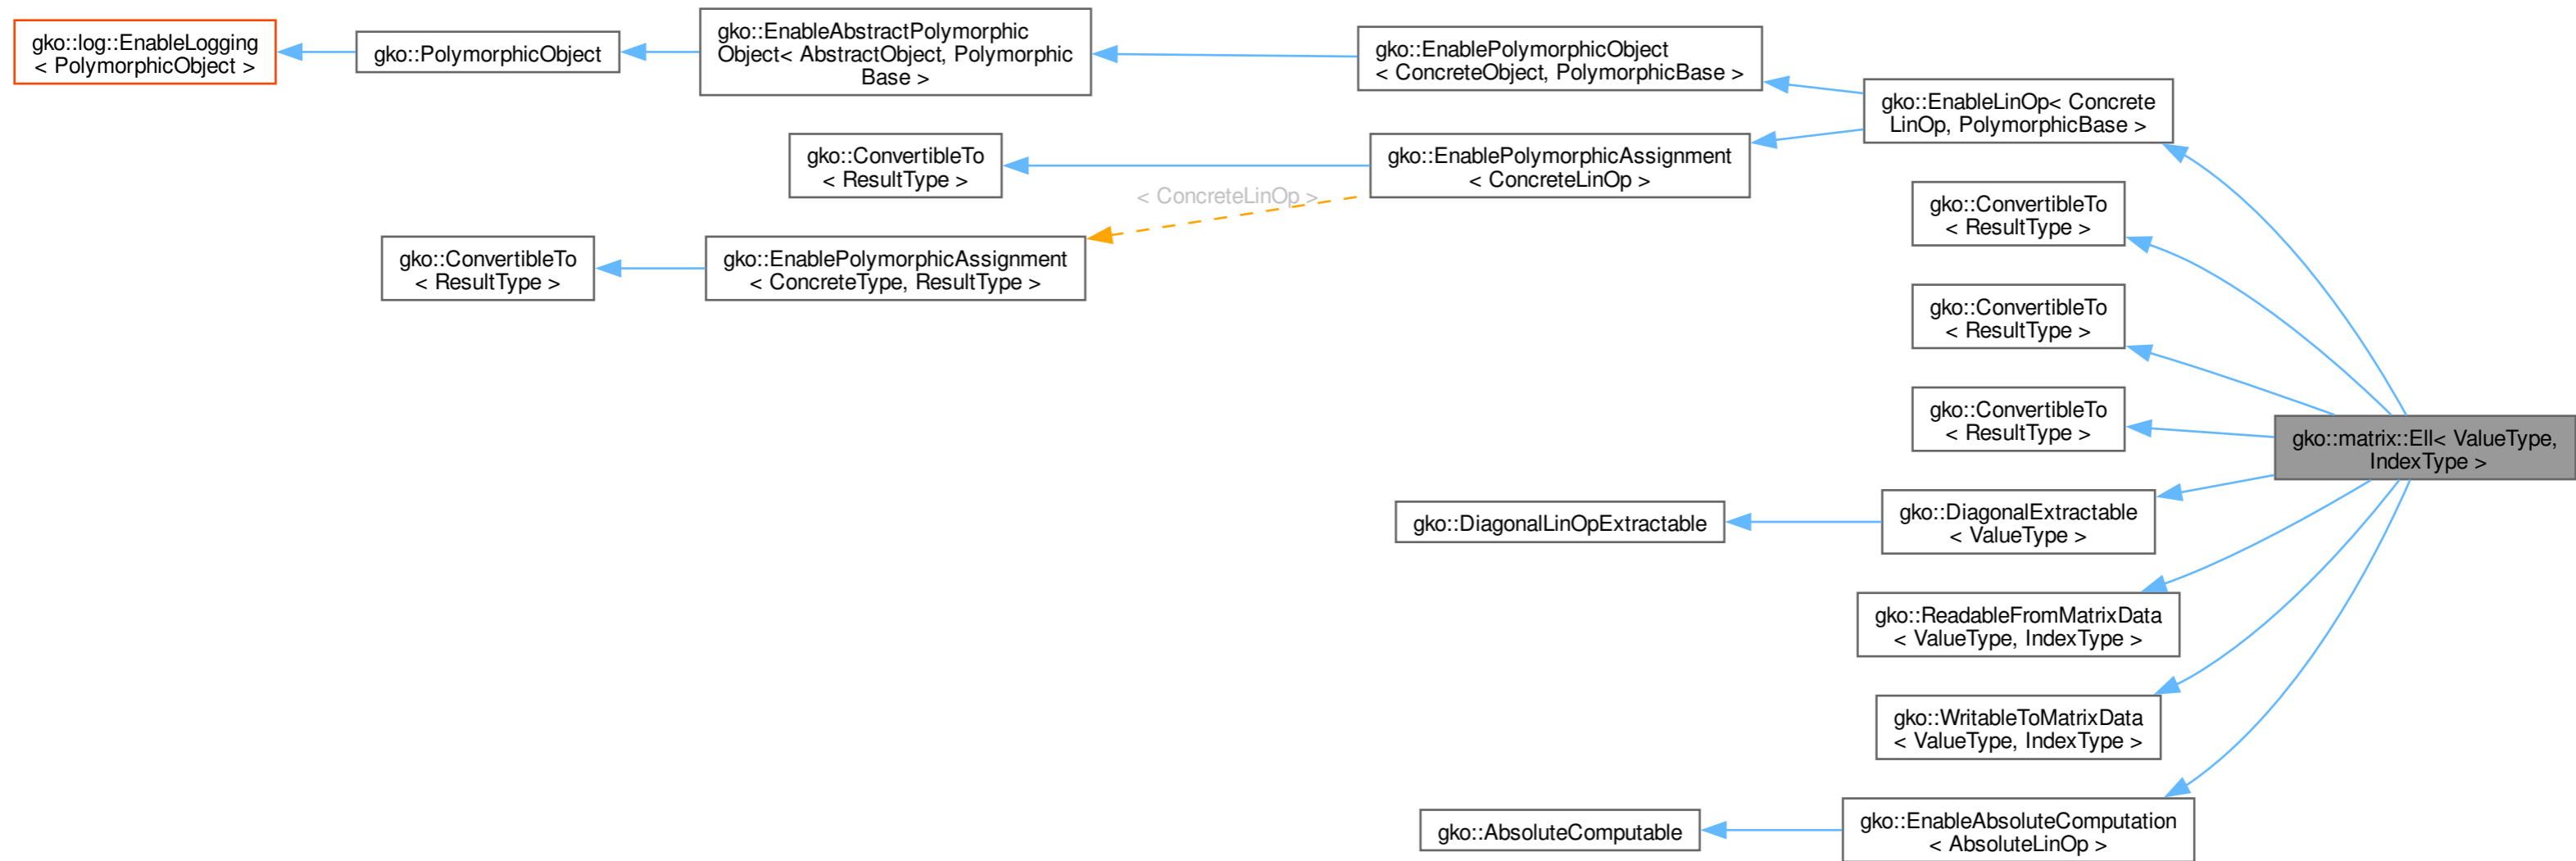 gko::log::EnableLogging
< PolymorphicObject >
gko::PolymorphicObject
gko::EnableAbstractPolymorphic
Object< AbstractObject, Polymorphic
Base >
gko::EnablePolymorphicObject
< ConcreteObject, PolymorphicBase >
gko::EnableLinOp< Concrete
LinOp, PolymorphicBase >
gko::ConvertibleTo
< ResultType >
gko::EnablePolymorphicAssignment
< ConcreteLinOp >
< ConcreteLinOp >
gko::ConvertibleTo
< ResultType >
gko::ConvertibleTo
< ResultType >
gko::EnablePolymorphicAssignment
< ConcreteType, ResultType >
gko::ConvertibleTo
< ResultType >
gko::ConvertibleTo
< ResultType >
gko::matrix::Ell< ValueType,
IndexType >
gko::DiagonalLinOpExtractable
gko::DiagonalExtractable
< ValueType >
gko::ReadableFromMatrixData
< ValueType, IndexType >
gko::WritableToMatrixData
< ValueType, IndexType >
gko::AbsoluteComputable
gko::EnableAbsoluteComputation
< AbsoluteLinOp >